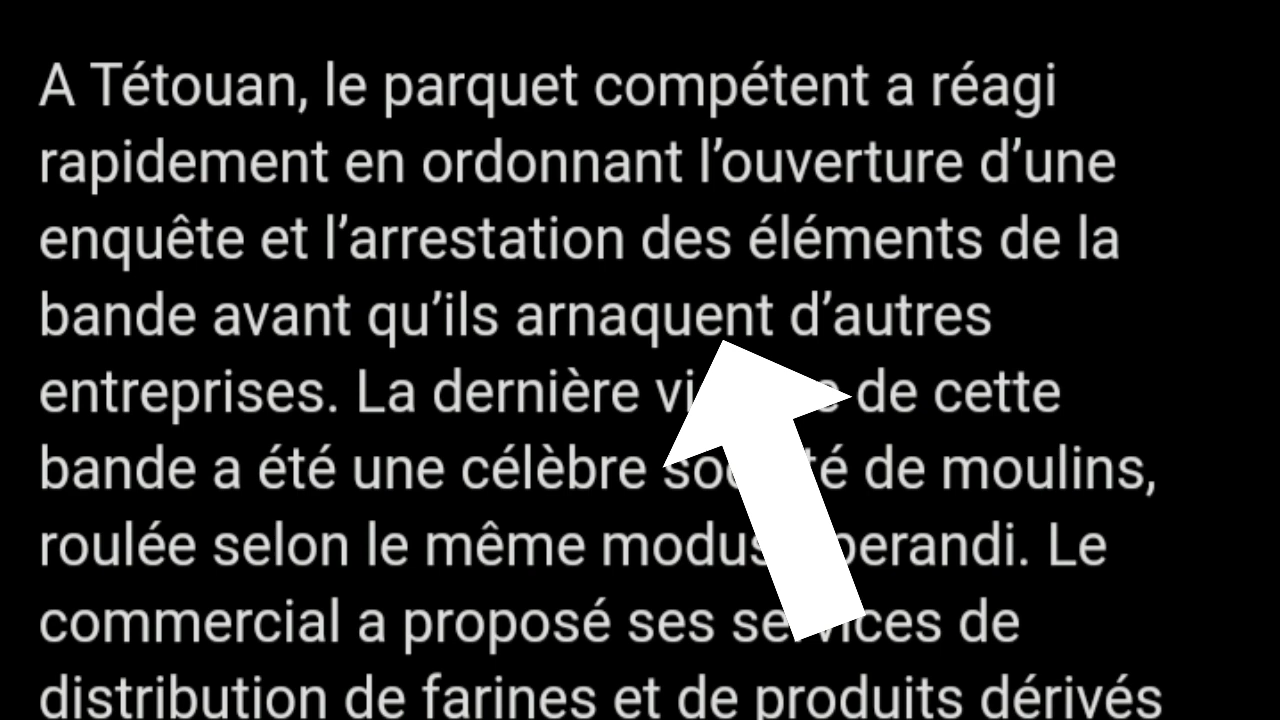 A Tétouan, le parquet compétent a réagi
rapidement en ordonnant l’ouverture d’une
enquête et l’arrestation des éléments de la
bande avant qu’ils arnaquent d’autres
entreprises. La dernière de cette
bande a été une célèbre de moulins,
roulée selon le même modus Le
commercial a proposé ses services de
distribution de farines et de produits dérivés